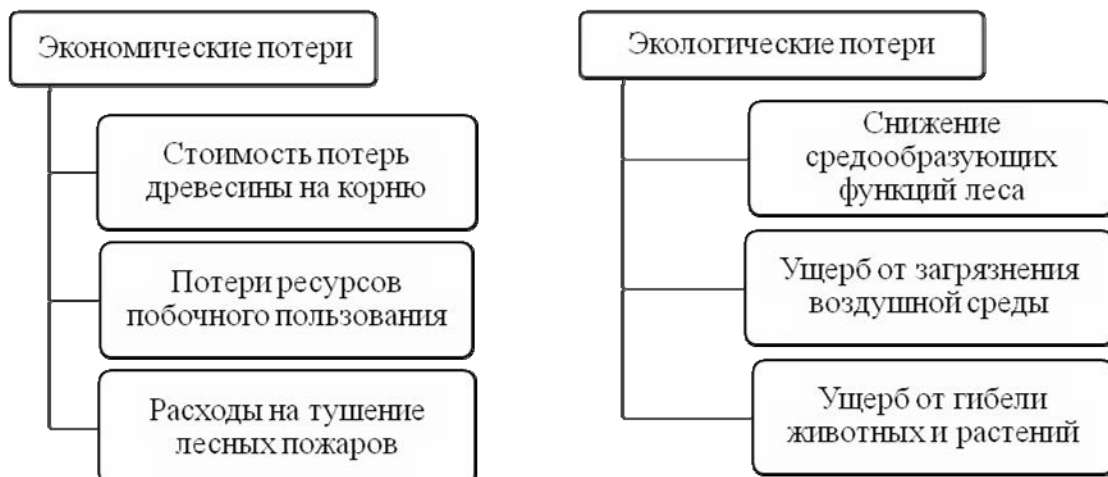 Экономические потери
Стоимость потерь
древесины на корню
Потери ресурсов
побочного пользования
Расходы на тушение
лесных пожаров
Экологические потери
Снижение
средообразующих
функций леса
Ущерб от загрязнения
воздушной среды
Ущерб от гибели
животных и растений